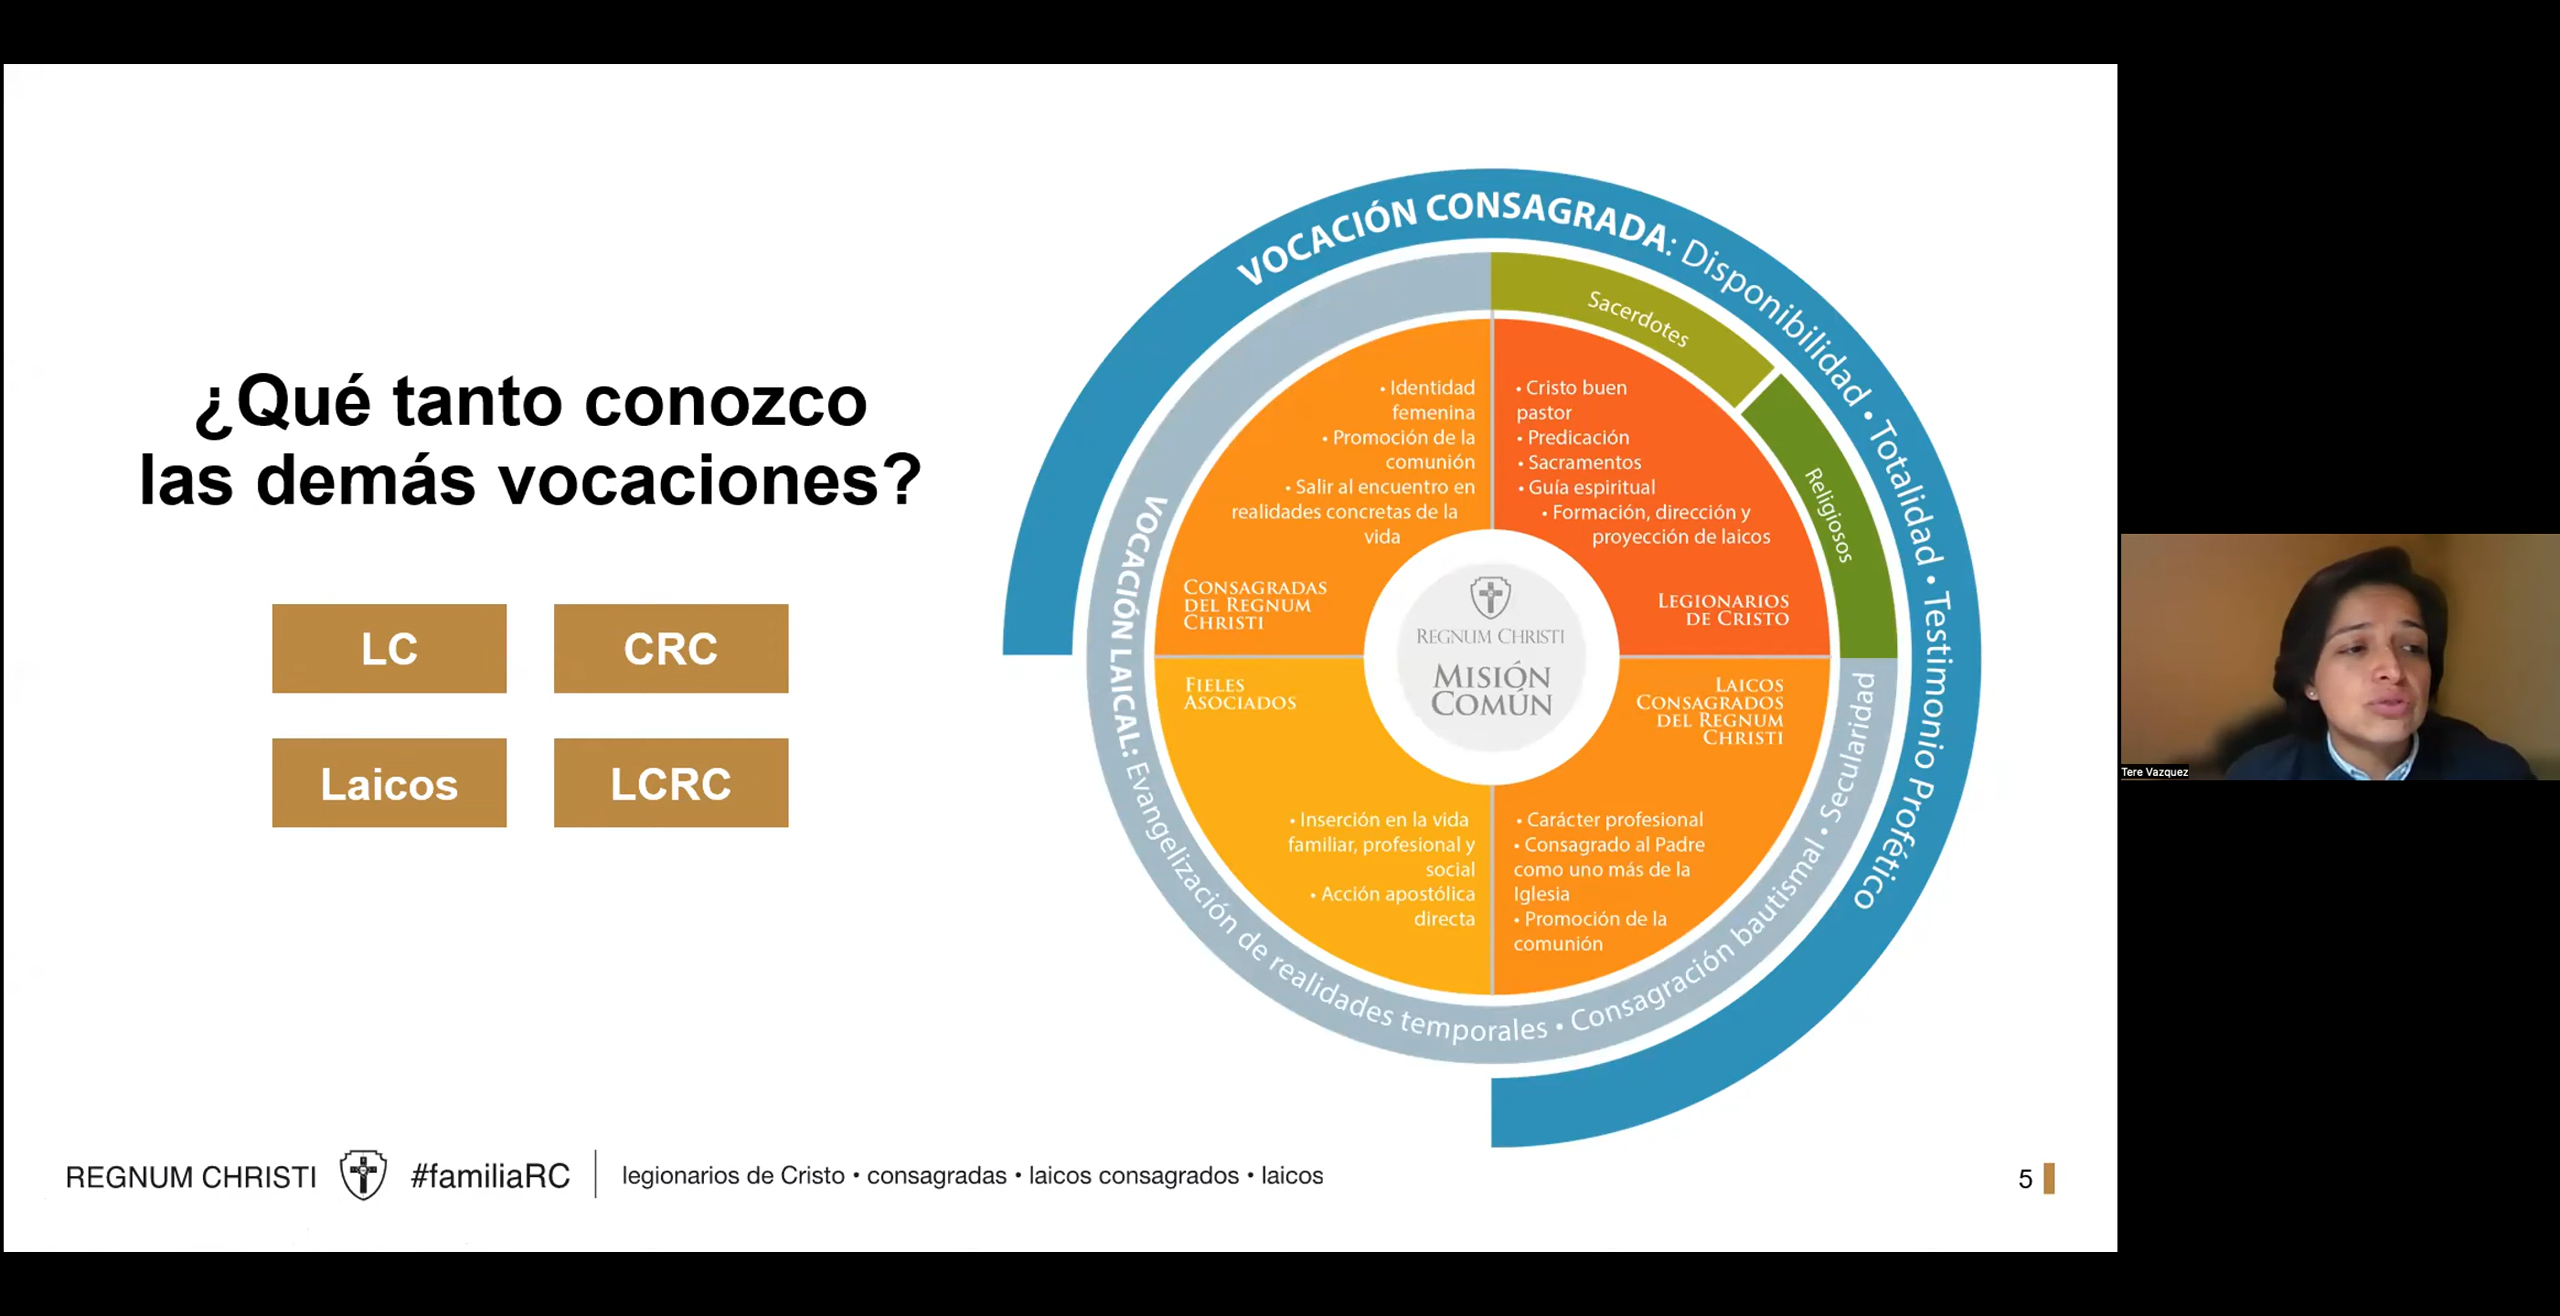 ¿Qué tanto conozco
las demás vocaciones?
LC
CRC
Laicos
LCRC
VOCACIÓN CONSAGRADA: Disponibilidad • Totalidad • Testimonio Profético
Sacerdotes
Religiosos
VOCACIÓN LAICAL: Evangelización de realidades temporales • Consagración bautismal • Secularidad
• Identidad
femenina
• Promoción de la
comunión
• Salir al encuentro en
realidades concretas de la
vida
CONSAGRADAS
DEL REGNUM
CHRISTI
• Cristo buen
pastor
• Predicación
• Sacramentos
• Guía espiritual
• Formación, dirección y
proyección de laicos
LEGIONARIOS
DE CRISTO
REGNUM CHRISTI
MISIÓN
COMÚN
FIELES
ASOCIADOS
• Inserción en la vida
familiar, profesional y
social
• Acción apostólica
directa
LAICOS
CONSAGRADOS
DEL REGNUM
CHRISTI
• Carácter profesional
• Consagrado al Padre
como uno más de la
Iglesia
• Promoción de la
comunión
REGNUM CHRISTI #familiaRC legionarios de Cristo • consagradas • laicos consagrados • laicos
5
Tere Vazquez